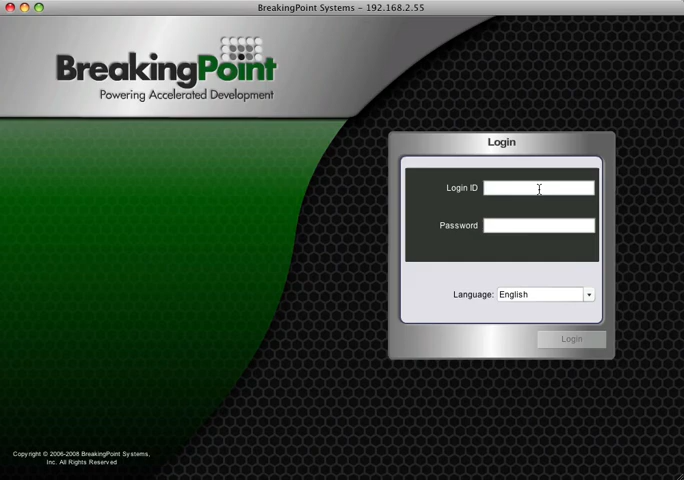 BreakingPoint Systems – 192.168.2.55
BreakingPoint
Powering Accelerated Development
Login
Login ID
Password
Language: English
Login
Copyright © 2006-2008 BreakingPoint Systems,
Inc. All Rights Reserved